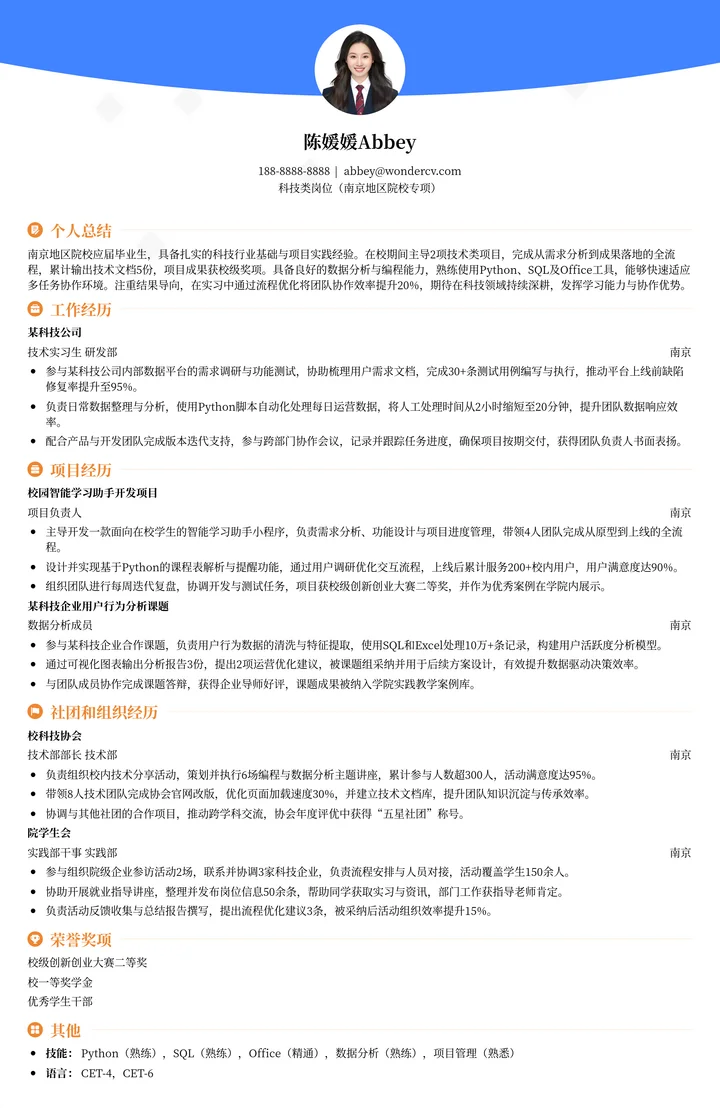 陈媛媛Abbey
188-8888-8888 | abbey@wondercv.com
科技类岗位（南京地区院校专项）
个人总结
南京地区院校应届毕业生，具备扎实的科技行业基础与项目实践经验。在校期间主导2项技术类项目，完成从需求分析到成果落地的全流
程，累计输出技术文档5份，项目成果获校级奖项。具备良好的数据分析与编程能力，熟练使用Python、SQL及Office工具，能够快速适应
多任务协作环境。注重结果导向，在实习中通过流程优化将团队协作效率提升20%，期待在科技领域持续深耕，发挥学习能力与协作优势。
工作经历
某科技公司
技术实习生 研发部 南京
• 参与某科技公司内部数据平台的需求调研与功能测试，协助梳理用户需求文档，完成30+条测试用例编写与执行，推动平台上线前缺陷
修复率提升至95%。
• 负责日常数据整理与分析，使用Python脚本自动化处理每日运营数据，将人工处理时间从2小时缩短至20分钟，提升团队数据响应效
率。
• 配合产品与开发团队完成版本迭代支持，参与跨部门协作会议，记录并跟踪任务进度，确保项目按期交付，获得团队负责人书面表扬。
项目经历
校园智能学习助手开发项目
项目负责人 南京
• 主导开发一款面向在校学生的智能学习助手小程序，负责需求分析、功能设计与项目进度管理，带领4人团队完成从原型到上线的全流
程。
• 设计并实现基于Python的课程表解析与提醒功能，通过用户调研优化交互流程，上线后累计服务200+校内用户，用户满意度达90%。
• 组织团队进行每周迭代复盘，协调开发与测试任务，项目获校级创新创业大赛二等奖，并作为优秀案例在学院内展示。
某科技企业用户行为分析课题
数据分析成员 南京
• 参与某科技企业合作课题，负责用户行为数据的清洗与特征提取，使用SQL和Excel处理10万+条记录，构建用户活跃度分析模型。
• 通过可视化图表输出分析报告3份，提出2项运营优化建议，被课题组采纳并用于后续方案设计，有效提升数据驱动决策效率。
• 与团队成员协作完成课题答辩，获得企业导师好评，课题成果被纳入学院实践教学案例库。
社团和组织经历
校科技协会
技术部部长 技术部 南京
• 负责组织校内技术分享活动，策划并执行6场编程与数据分析主题讲座，累计参与人数超300人，活动满意度达95%。
• 带领8人技术团队完成协会官网改版，优化页面加载速度30%，并建立技术文档库，提升团队知识沉淀与传承效率。
• 协调与其他社团的合作项目，推动跨学科交流，协会年度评优中获得“五星社团”称号。
院学生会
实践部干事 实践部 南京
• 参与组织院级企业参访活动2场，联系并协调3家科技企业，负责流程安排与人员对接，活动覆盖学生150余人。
• 协助开展就业指导讲座，整理并发布岗位信息50余条，帮助同学获取实习与资讯，部门工作获指导老师肯定。
• 负责活动反馈收集与总结报告撰写，提出流程优化建议3条，被采纳后活动组织效率提升15%。
荣誉奖项
校级创新创业大赛二等奖
校一等奖学金
优秀学生干部
其他
• 技能： Python（熟练），SQL（熟练），Office（精通），数据分析（熟练），项目管理（熟悉）
• 语言： CET-4，CET-6